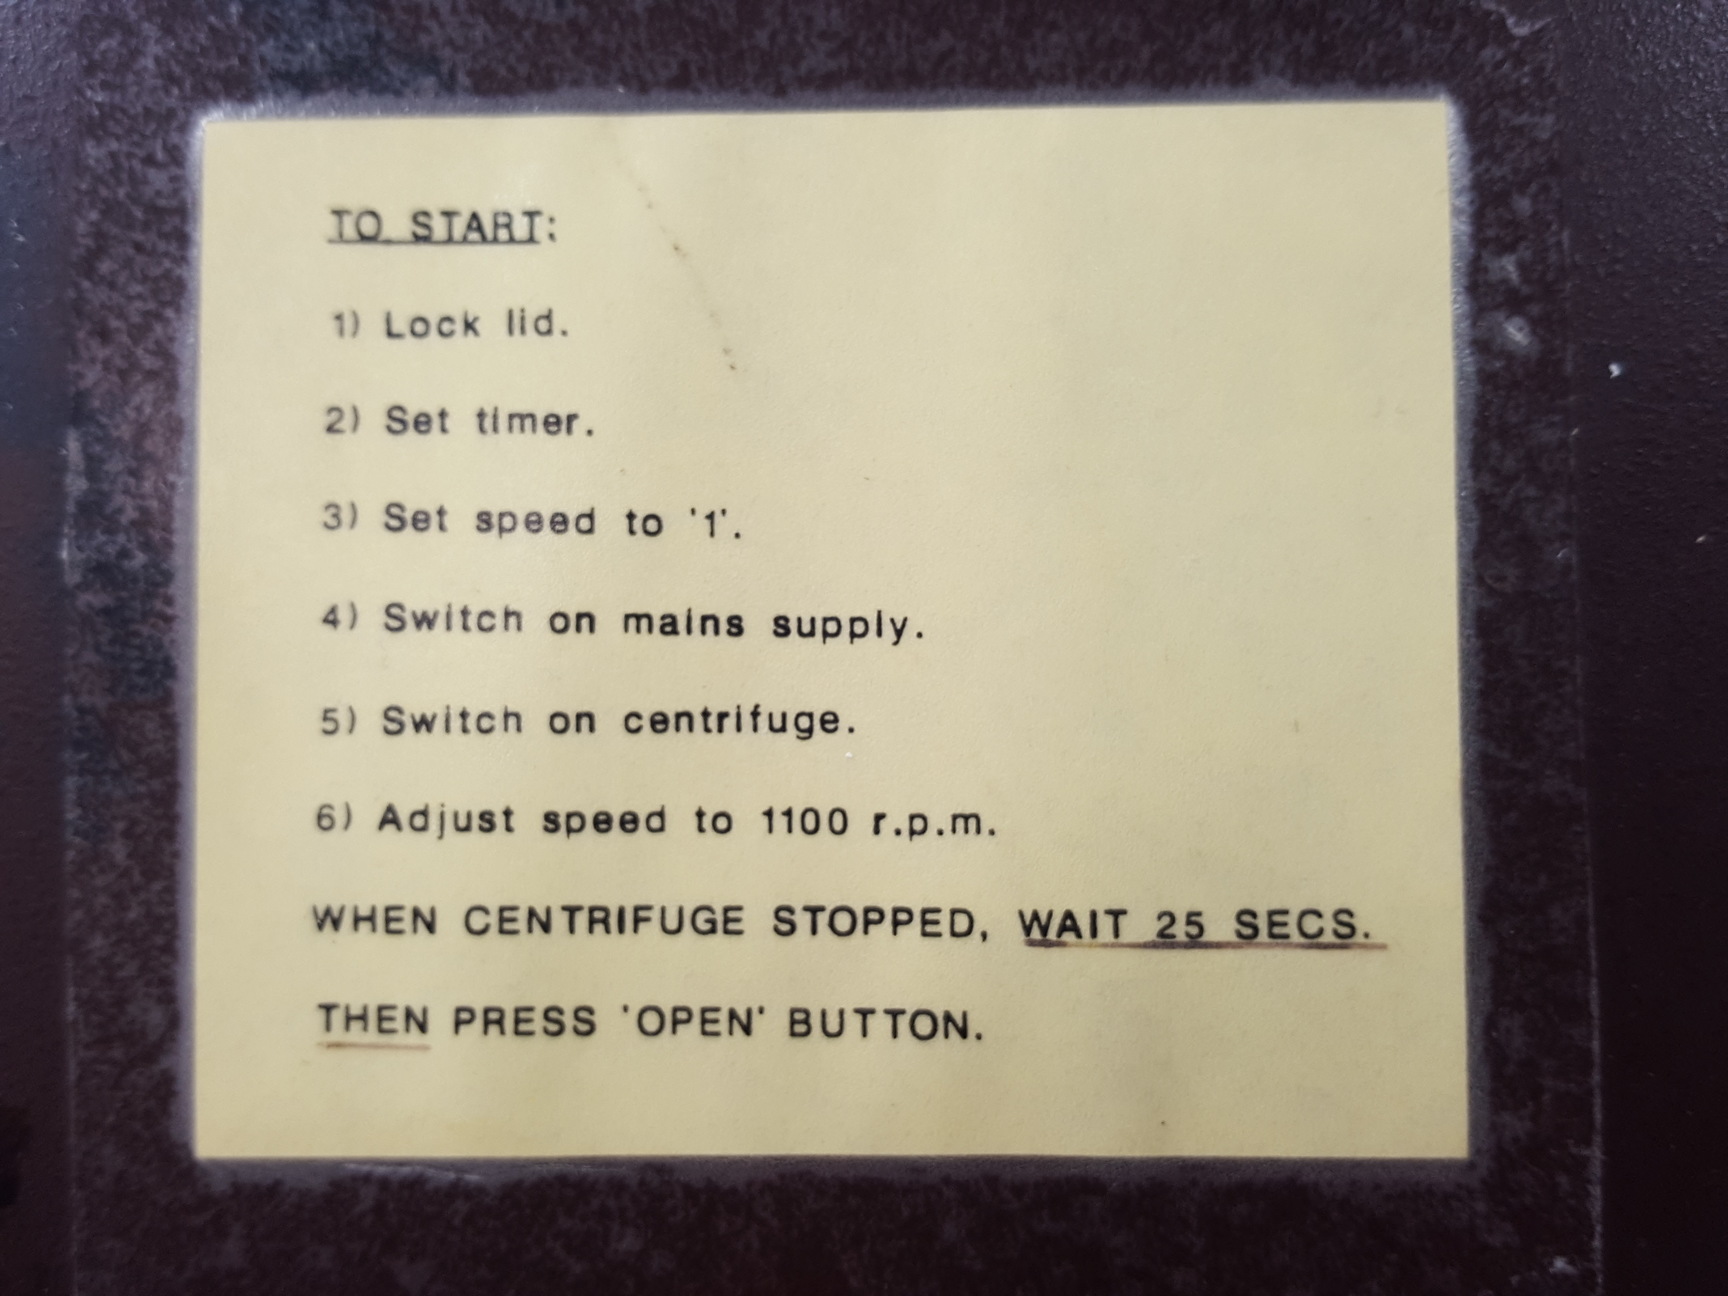 TO START:
1) Lock lid.
2) Set timer.
3) Set speed to '1'.
4) Switch on mains supply.
5) Switch on centrifuge.
6) Adjust speed to 1100 r.p.m.
WHEN CENTRIFUGE STOPPED, WAIT 25 SECS.
THEN PRESS 'OPEN' BUTTON.